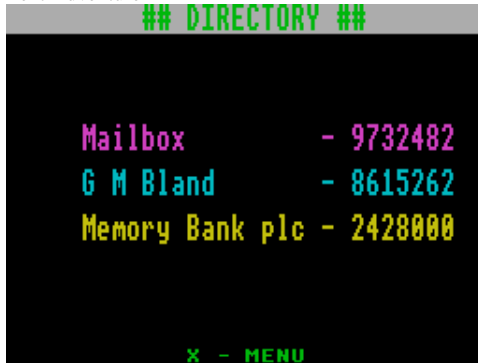 ## DIRECTORY ##
Mailbox - 9732482
G M Bland - 8615262
Memory Bank plc - 2428000
X - MENU